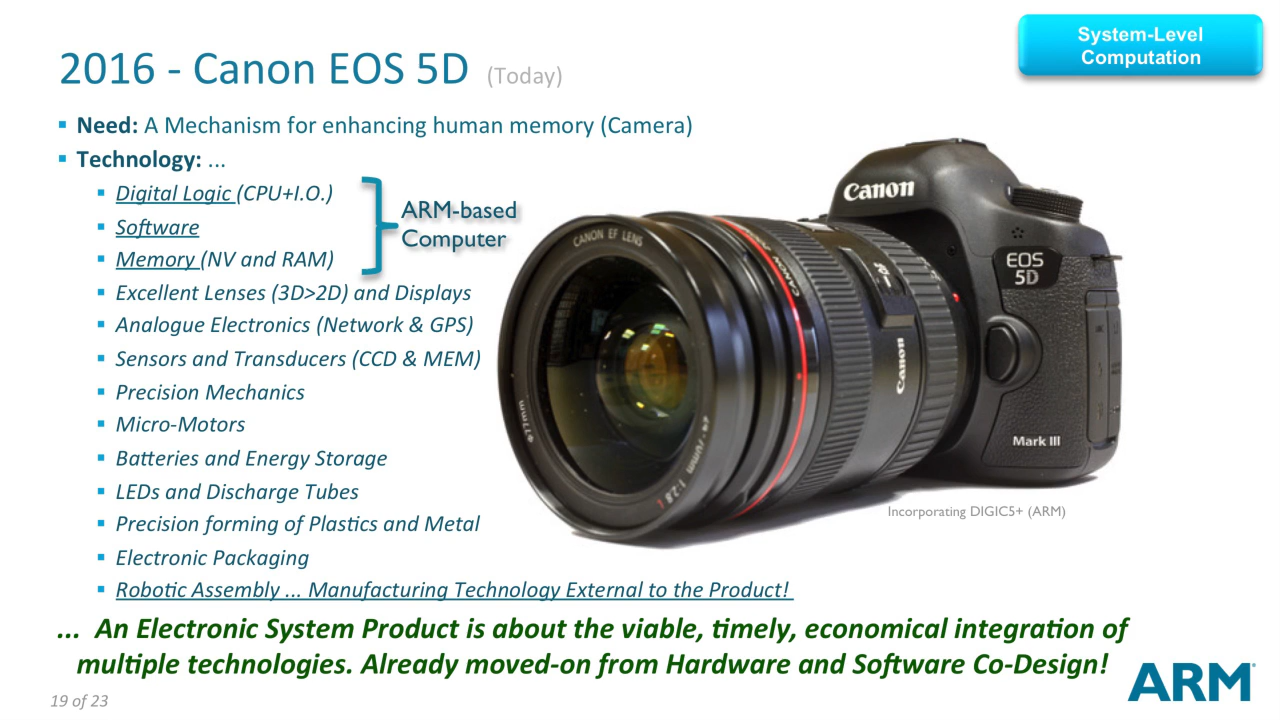 2016 - Canon EOS 5D (Today)
System-Level
Computation
▪ Need: A Mechanism for enhancing human memory (Camera)
▪ Technology: ...
▪ Digital Logic (CPU+I.O.)
▪ Software
▪ Memory (NV and RAM)
ARM-based
Computer
▪ Excellent Lenses (3D>2D) and Displays
▪ Analogue Electronics (Network & GPS)
▪ Sensors and Transducers (CCD & MEM)
▪ Precision Mechanics
▪ Micro-Motors
▪ Batteries and Energy Storage
▪ LEDs and Discharge Tubes
▪ Precision forming of Plastics and Metal
▪ Electronic Packaging
▪ Robotic Assembly ... Manufacturing Technology External to the Product!
Canon
EOS
5D
Mark III
CANON EF LENS
CANON
Canon
ø77mm
1:2.8 L
Incorporating DIGIC5+ (ARM)
... An Electronic System Product is about the viable, timely, economical integration of
multiple technologies. Already moved-on from Hardware and Software Co-Design!
19 of 23
ARM